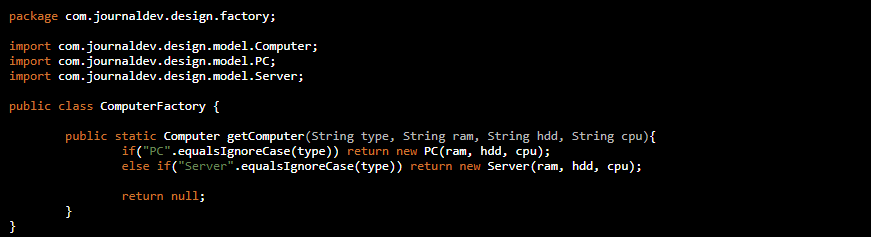 package com.journaldev.design.factory;
import com.journaldev.design.model.Computer;
import com.journaldev.design.model.PC;
import com.journaldev.design.model.Server;
public class ComputerFactory {
public static Computer getComputer(String type, String ram, String hdd, String cpu){
if("PC".equalsIgnoreCase(type)) return new PC(ram, hdd, cpu);
else if("Server".equalsIgnoreCase(type)) return new Server(ram, hdd, cpu);
return null;
}
}